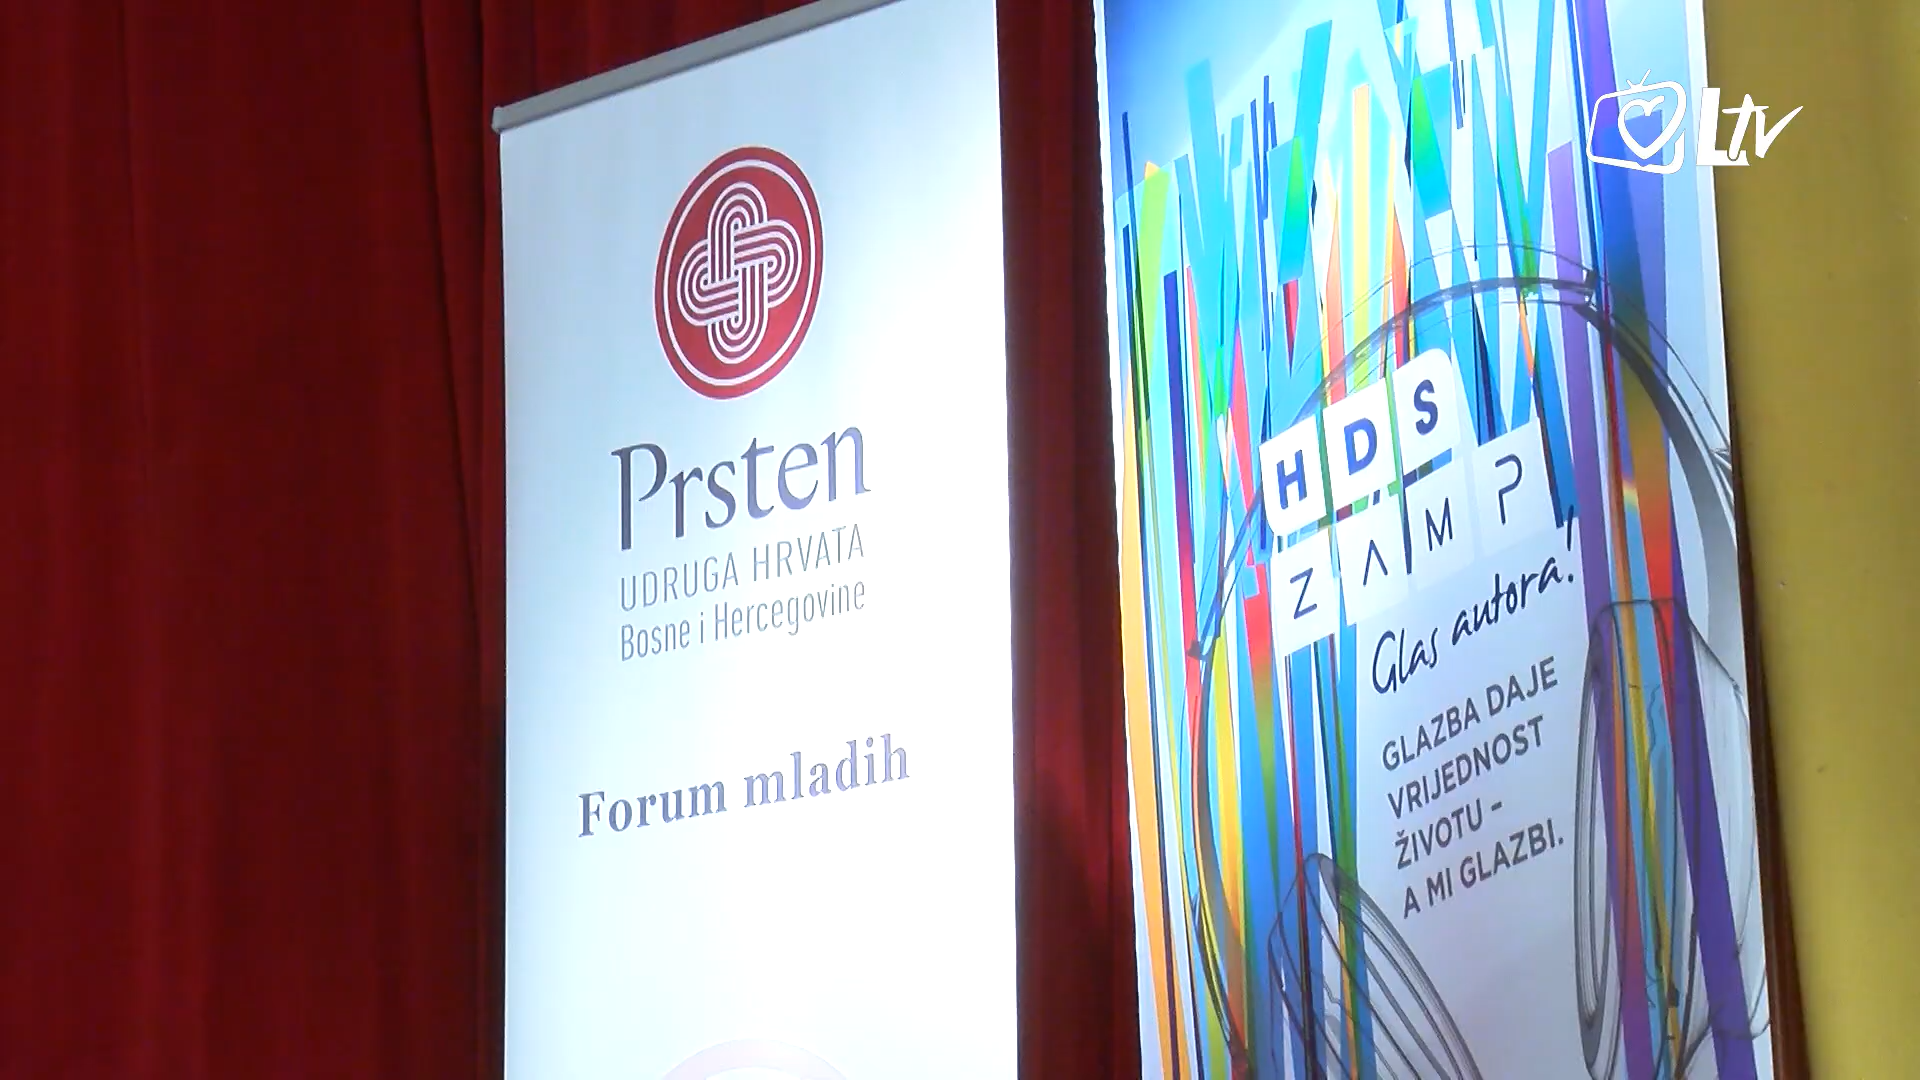 Prsten
UDRUGA HRVATA
Bosne i Hercegovine
Forum mladih
HDS
ZAMP
Glas autora!
GLAZBA DAJE
VRIJEDNOST
ŽIVOTU -
A MI GLAZBI.
Ltv